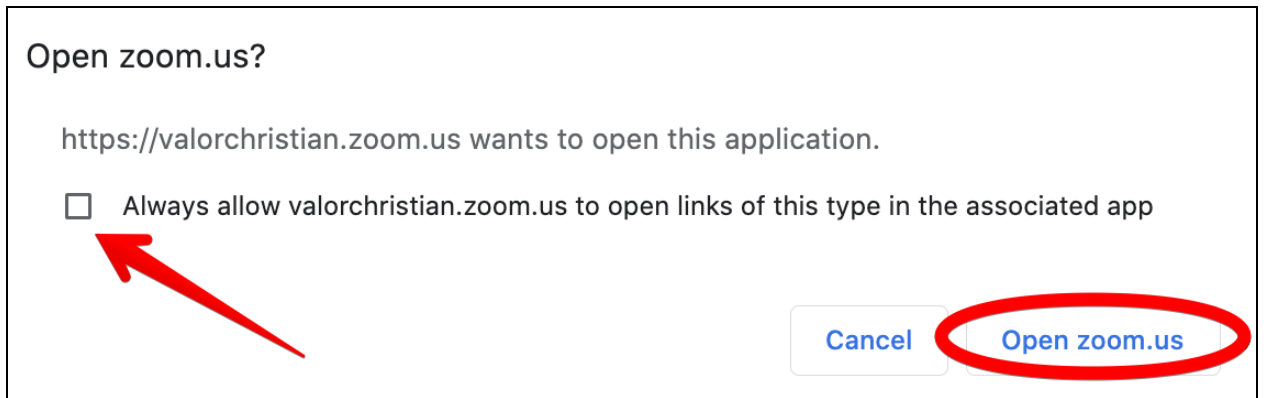 Open zoom.us?
https://valorchristian.zoom.us wants to open this application.
Always allow valorchristian.zoom.us to open links of this type in the associated app
Cancel
Open zoom.us